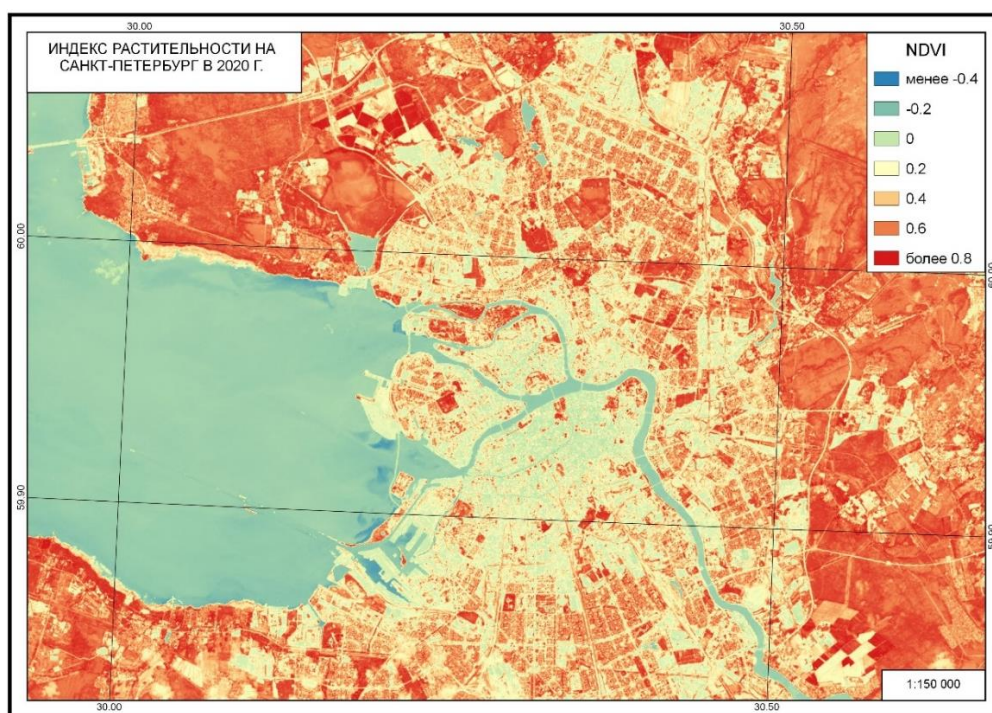 30.00
30.50
ИНДЕКС РАСТИТЕЛЬНОСТИ НА
САНКТ-ПЕТЕРБУРГ В 2020 Г.
NDVI
менее -0.4
-0.2
0
0.2
0.4
0.6
более 0.8
60.00
60.00
59.90
59.90
1:150 000
30.00
30.50